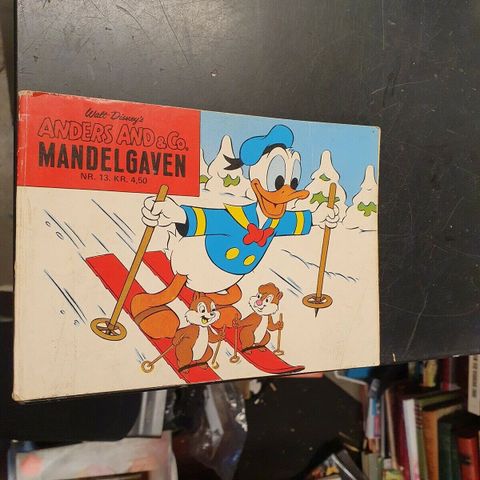 Walt Disney's
ANDERS AND & Co.
MANDELGAVEN
NR. 13. KR. 4,50